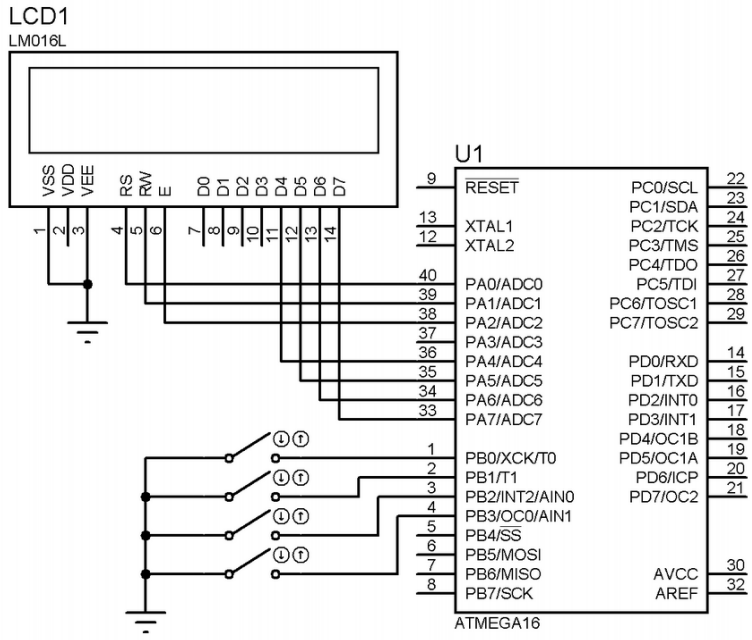 LCD1
LM016L
VSS VDD VEE RS RW E D0 D1 D2 D3 D4 D5 D6 D7
1 2 3 4 5 6 7 8 9 10 11 12 13 14
U1
9 RESET PC0/SCL 22
PC1/SDA 23
13 XTAL1 PC2/TCK 24
12 XTAL2 PC3/TMS 25
PC4/TDO 26
40 PA0/ADC0 PC5/TDI 27
39 PA1/ADC1 PC6/TOSC1 28
38 PA2/ADC2 PC7/TOSC2 29
37 PA3/ADC3
36 PA4/ADC4 PD0/RXD 14
35 PA5/ADC5 PD1/TXD 15
34 PA6/ADC6 PD2/INT0 16
33 PA7/ADC7 PD3/INT1 17
PD4/OC1B 18
1 PB0/XCK/T0 PD5/OC1A 19
2 PB1/T1 PD6/ICP 20
3 PB2/INT2/AIN0 PD7/OC2 21
4 PB3/OC0/AIN1
5 PB4/SS
6 PB5/MOSI
7 PB6/MISO AVCC 30
8 PB7/SCK AREF 32
ATMEGA16